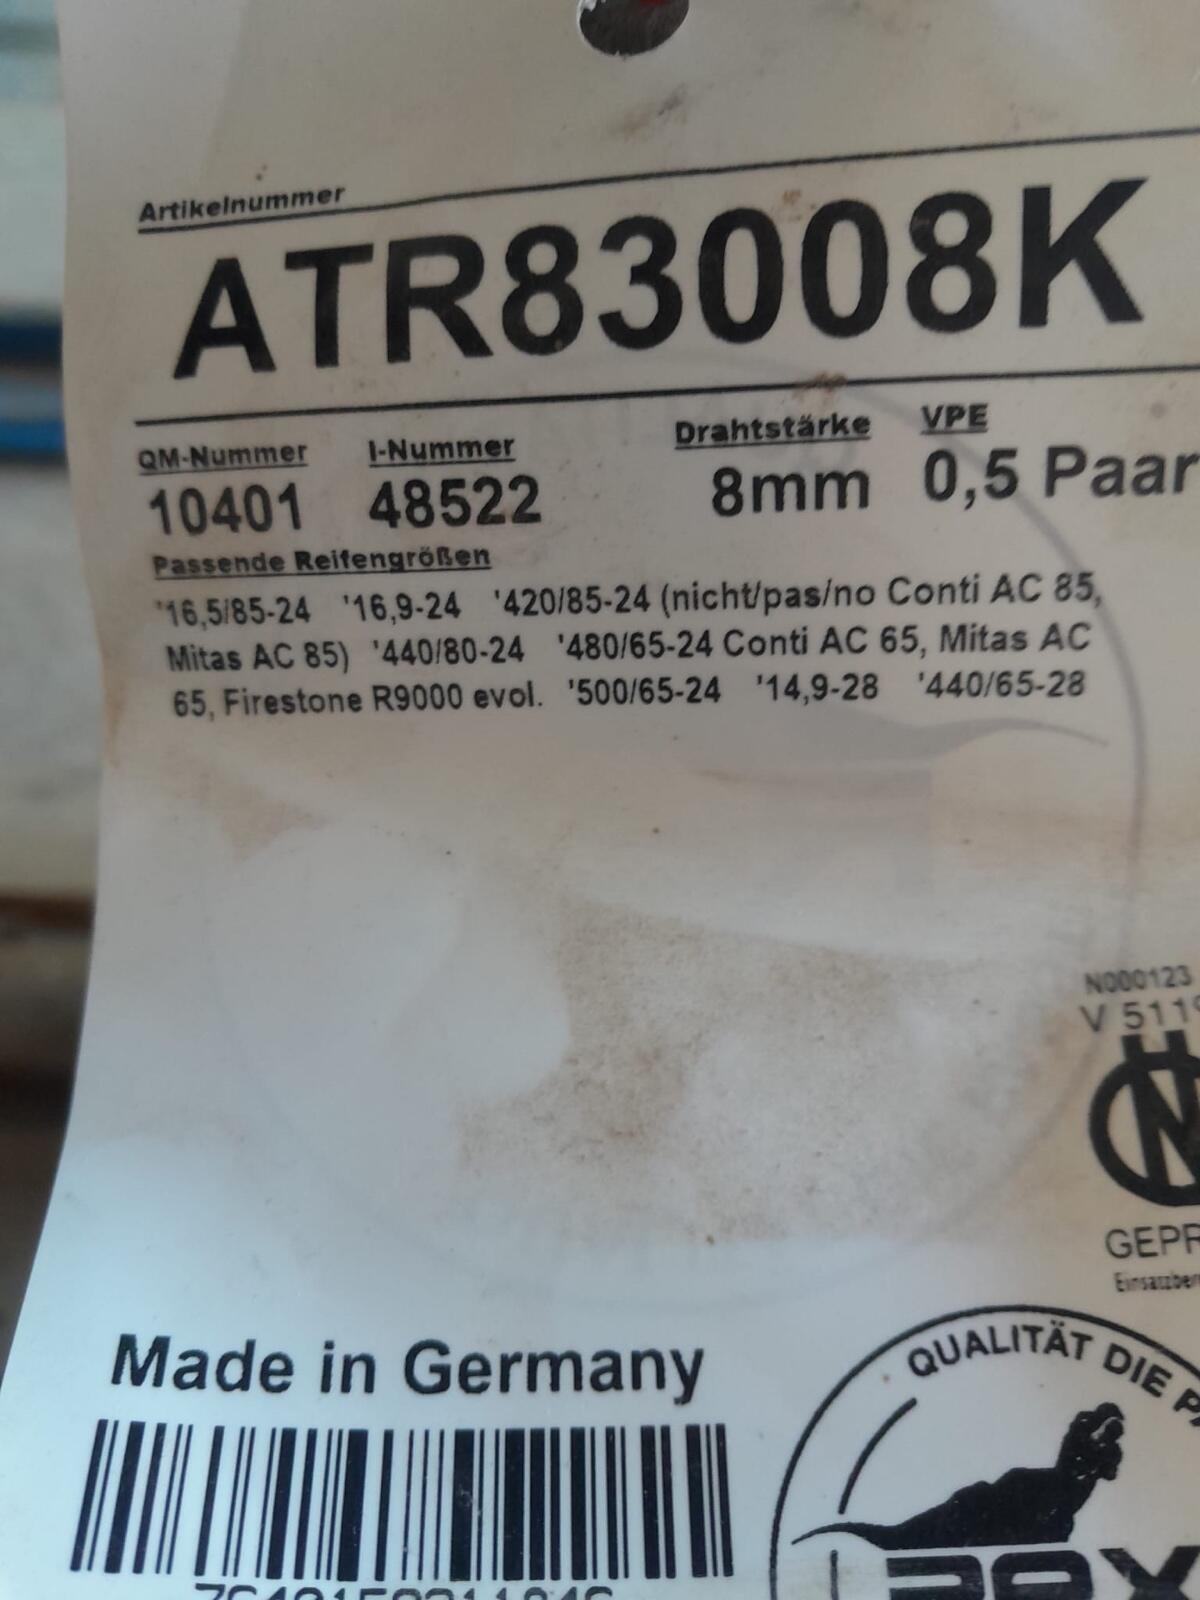 Artikelnummer
ATR83008K
QM-Nummer I-Nummer Drahtstärke VPE
10401 48522 8mm 0,5 Paar
Passende Reifengrößen
'16,5/85-24 '16,9-24 '420/85-24 (nicht/pas/no Conti AC 85,
Mitas AC 85) '440/80-24 '480/65-24 Conti AC 65, Mitas AC
65, Firestone R9000 evol. '500/65-24 '14,9-28 '440/65-28
N000123
V 511
N
GEPR
Made in Germany
QUALITÄT DIE